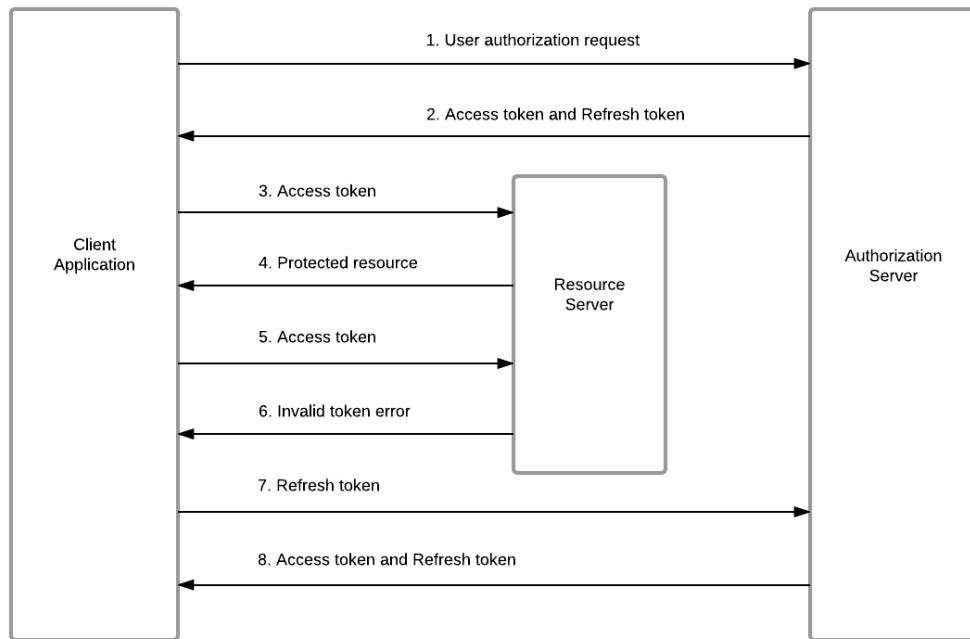 1. User authorization request
2. Access token and Refresh token
3. Access token
Client
Application
4. Protected resource
Resource
Server
Authorization
Server
5. Access token
6. Invalid token error
7. Refresh token
8. Access token and Refresh token